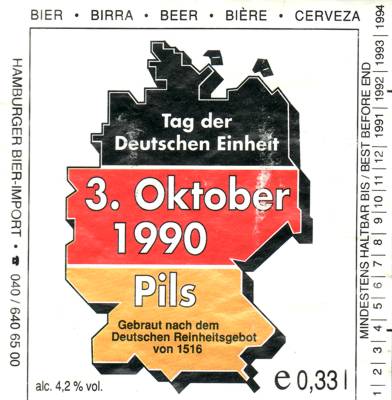 BIER • BIRRA • BEER • BIÈRE • CERVEZA
HAMBURGER BIER-IMPORT • ☎ 040 / 640 65 00
Tag der
Deutschen Einheit
3. Oktober
1990
Pils
Gebraut nach dem
Deutschen Reinheitsgebot
von 1516
alc. 4,2 % vol.
e 0,33 l
MINDESTENS HALTBAR BIS / BEST BEFORE END
1 | 2 | 3 | 4 | 5 | 6 | 7 | 8 | 9 | 10 | 11 | 12 | 1991 | 1992 | 1993 | 1994